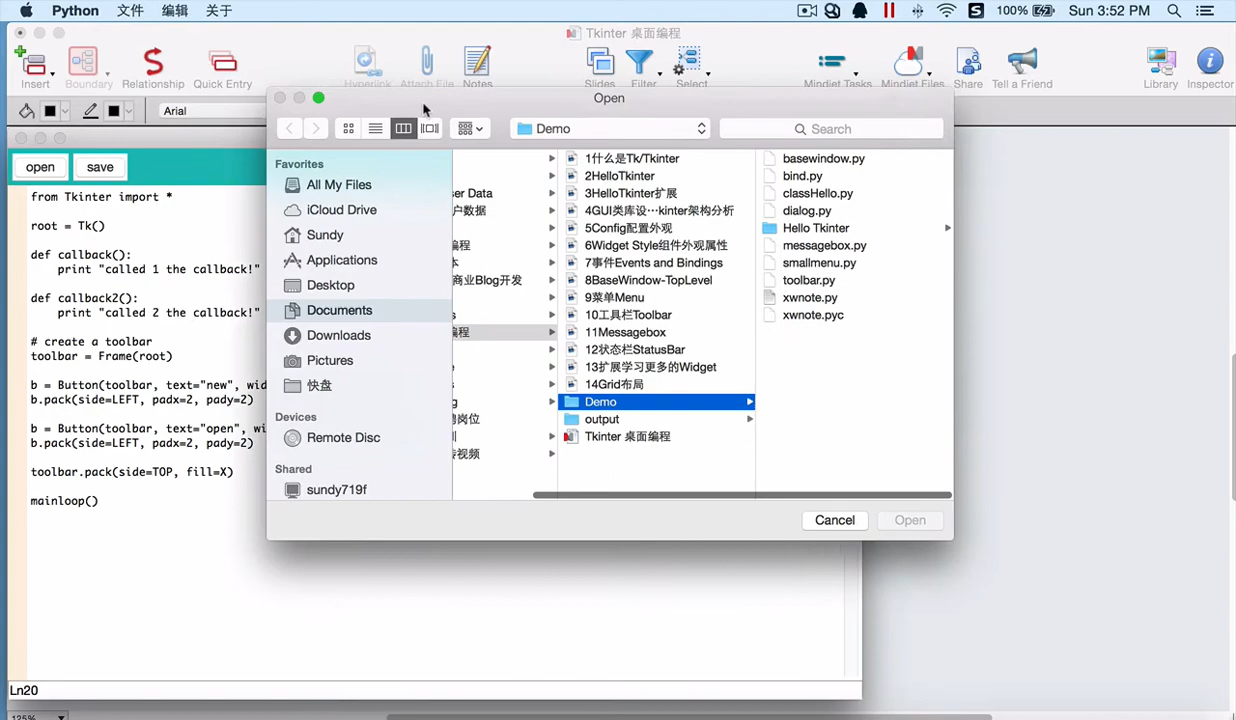 Python 文件 编辑 关于 100% Sun 3:52 PM
Tkinter 桌面编程
Insert Boundary Relationship Quick Entry Hyperlink Attach File Notes Slides Filter Select Mindjet Tasks Mindjet Files Share Tell a Friend Library Inspector
Arial
Open
Demo
Search
open save
from Tkinter import *
root = Tk()
def callback():
print "called 1 the callback!"
def callback2():
print "called 2 the callback!"
# create a toolbar
toolbar = Frame(root)
b = Button(toolbar, text="new", wid
b.pack(side=LEFT, padx=2, pady=2)
b = Button(toolbar, text="open", wi
b.pack(side=LEFT, padx=2, pady=2)
toolbar.pack(side=TOP, fill=X)
mainloop()
Ln20
Favorites
All My Files
iCloud Drive
Sundy
Applications
Desktop
Documents
Downloads
Pictures
快盘
Devices
Remote Disc
Shared
sundy719f
ser Data
户数据
编程
本
商业Blog开发
s
编程
e
g
聘岗位
训
传视频
1什么是Tk/Tkinter
2HelloTkinter
3HelloTkinter扩展
4GUI类库设…kinter架构分析
5Config配置外观
6Widget Style组件外观属性
7事件Events and Bindings
8BaseWindow-TopLevel
9菜单Menu
10工具栏Toolbar
11Messagebox
12状态栏StatusBar
13扩展学习更多的Widget
14Grid布局
Demo
output
Tkinter 桌面编程
basewindow.py
bind.py
classHello.py
dialog.py
Hello Tkinter
messagebox.py
smallmenu.py
toolbar.py
xwnote.py
xwnote.pyc
Cancel Open
125%